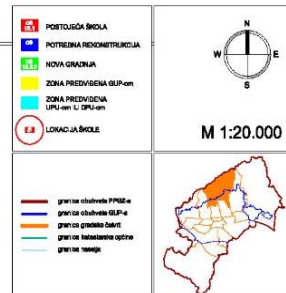 POSTOJEĆA ŠKOLA
POTREBNA REKONSTRUKCIJA
NOVA GRADNJA
ZONA PREDVIĐENA GUP-om
ZONA PREDVIĐENA
UPU-om ILI DPU-om
LOKACIJA ŠKOLE
N
W
E
S
M 1:20.000
granica obuhvata PPGZ-a
granica obuhvata GUP-a
granica gradske četvrti
granica katastarske općine
granica naselja